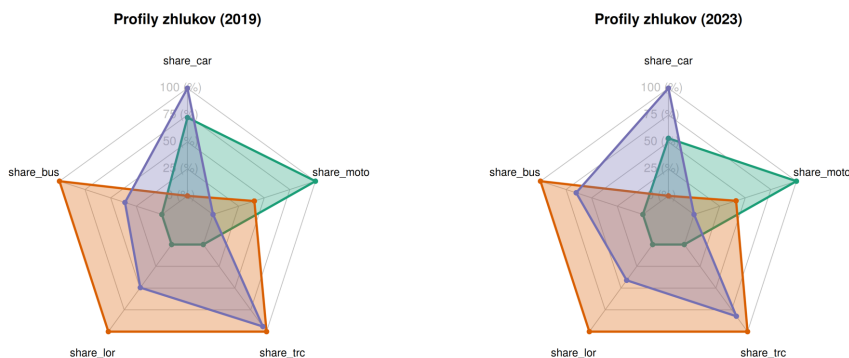 Profily zhlukov (2019)
share_car
100 (%)
75 (%)
50 (%)
25 (%)
share_bus
share_moto
share_lor
share_trc
Profily zhlukov (2023)
share_car
100 (%)
75 (%)
50 (%)
25 (%)
share_bus
share_moto
share_lor
share_trc